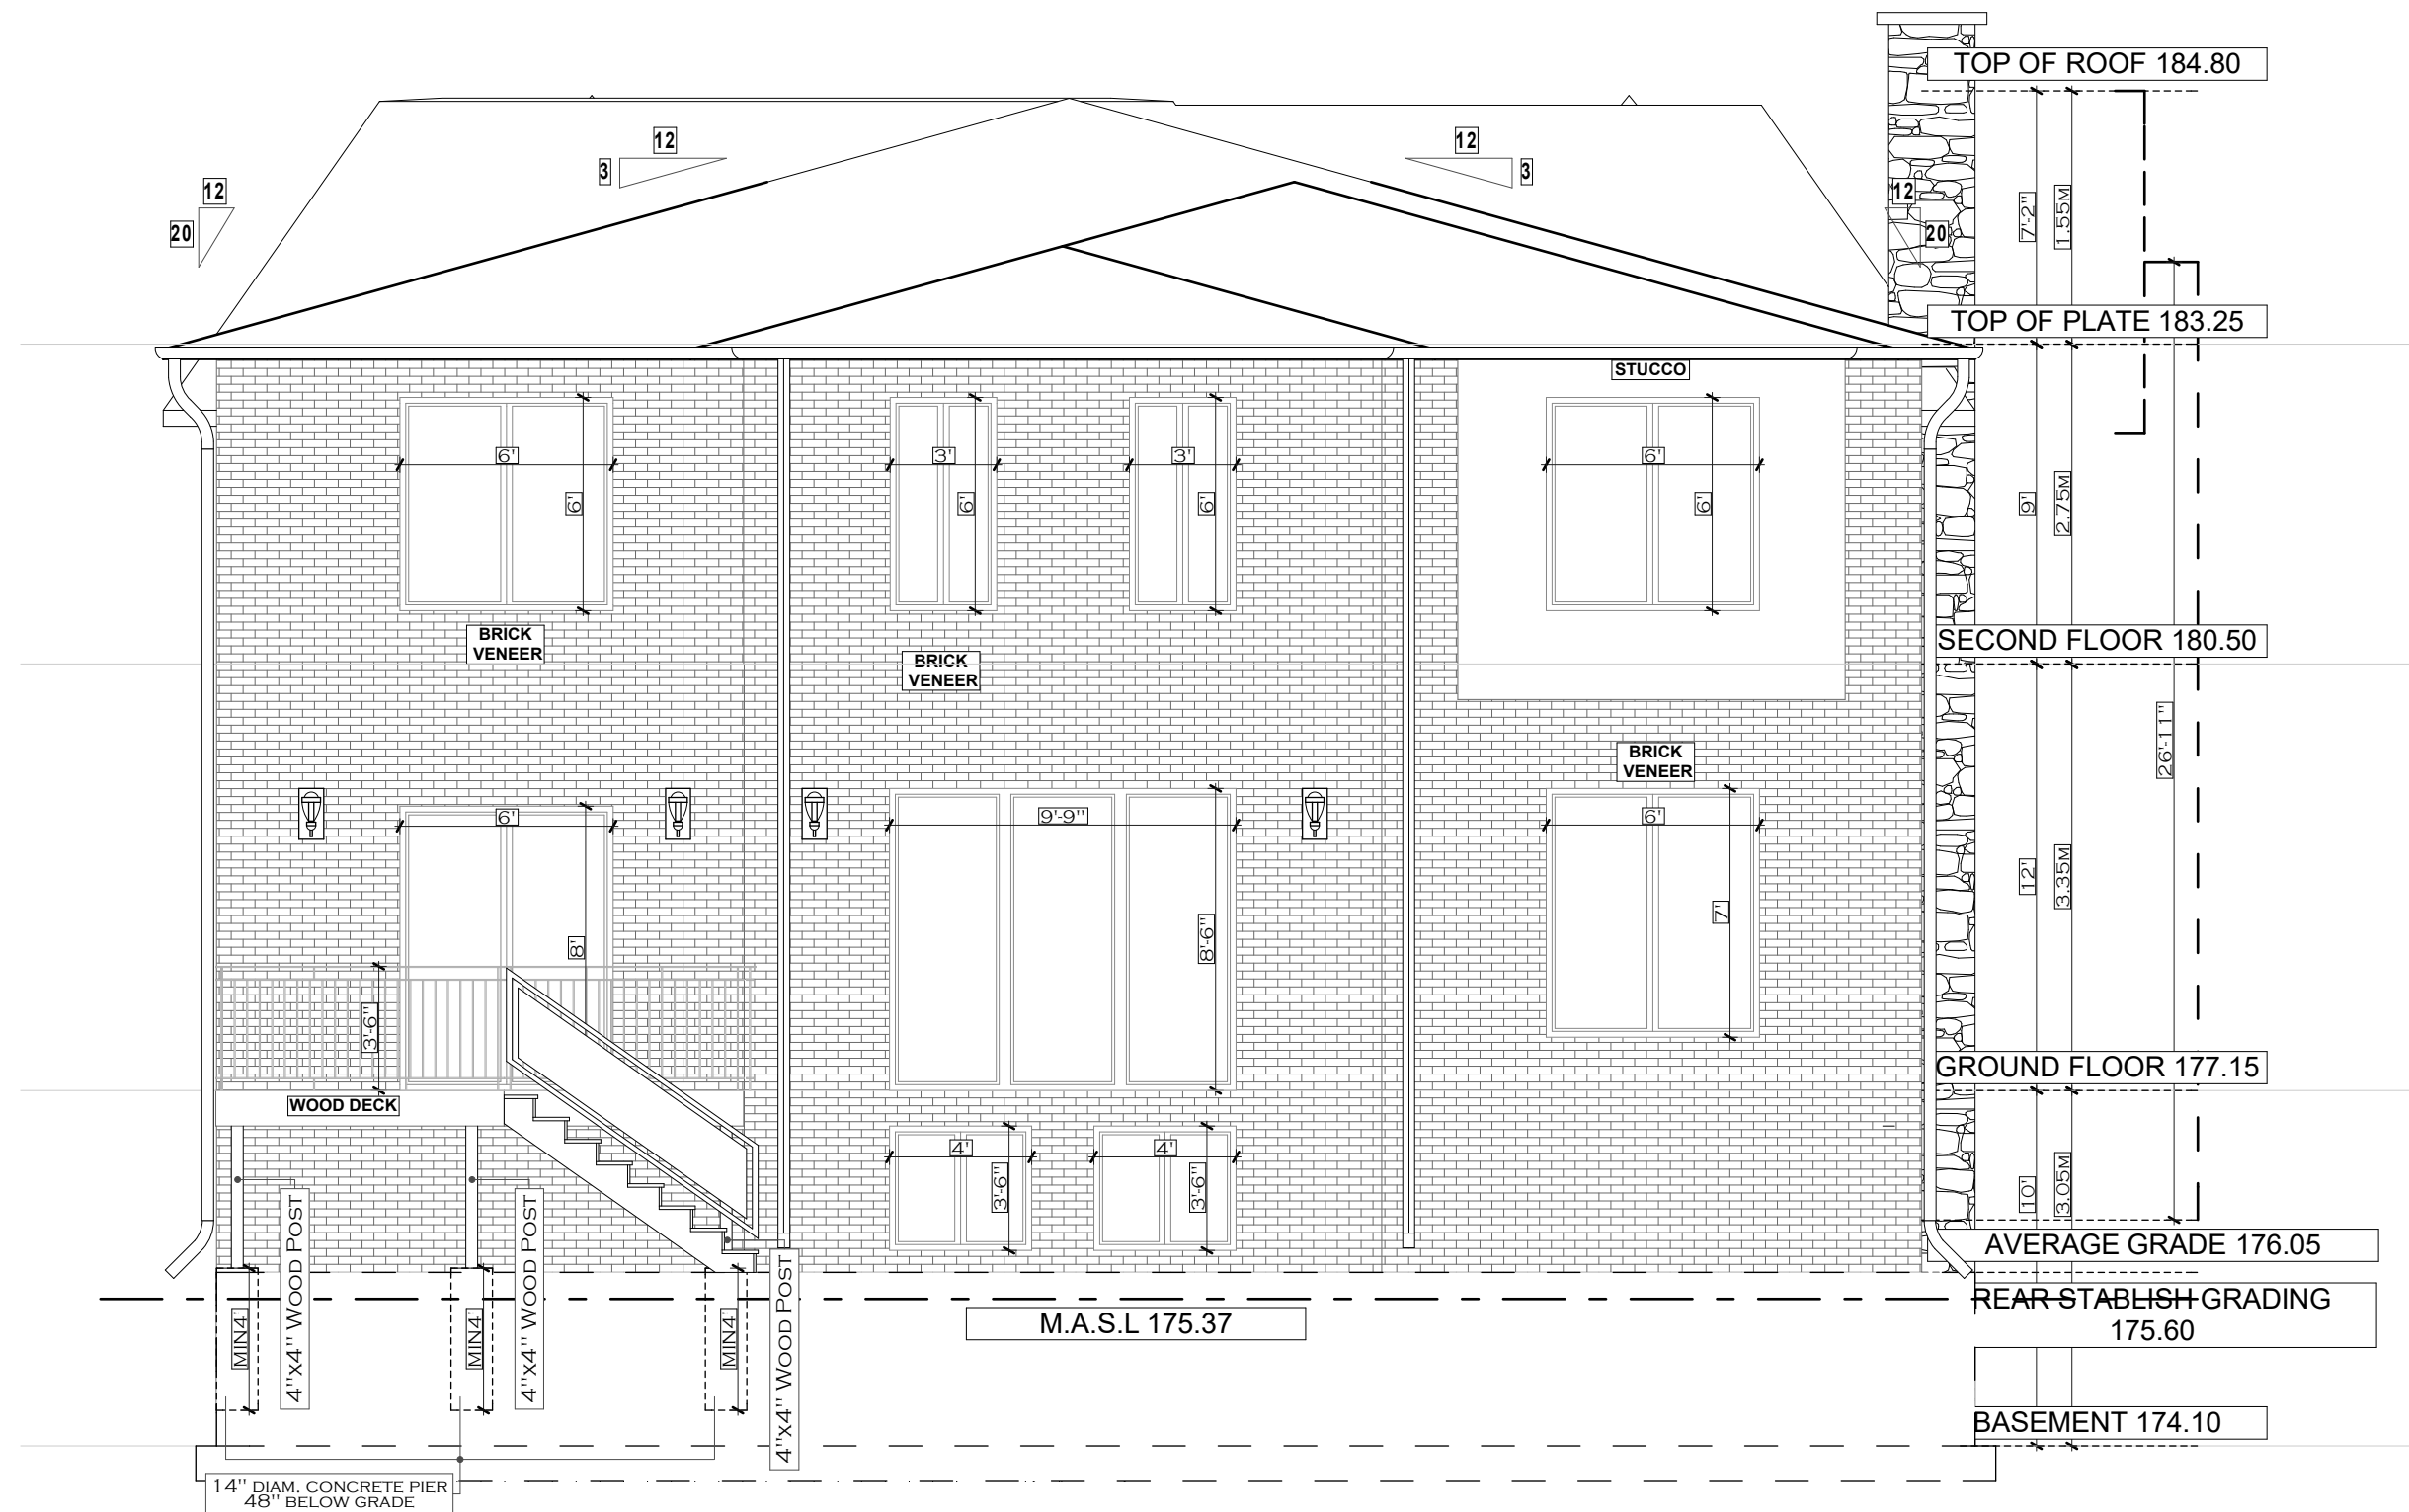 TOP OF ROOF 184.80
12
3
12
3
12
20
12
20
7'-2"
1.55M
TOP OF PLATE 183.25
STUCCO
6'
6'
3'
6'
3'
6'
6'
6'
9'
2.75M
BRICK
VENEER
BRICK
VENEER
SECOND FLOOR 180.50
26'-11"
BRICK
VENEER
6'
8'
9'-9"
8'-6"
6'
7'
12'
3.35M
3'-6"
WOOD DECK
GROUND FLOOR 177.15
4'
3'-6"
4'
3'-6"
10'
3.05M
4"x4" WOOD POST
4"x4" WOOD POST
4"x4" WOOD POST
AVERAGE GRADE 176.05
REAR STABLISH GRADING
175.60
M.A.S.L 175.37
MIN4'
MIN4'
MIN4'
BASEMENT 174.10
14" DIAM. CONCRETE PIER
48" BELOW GRADE